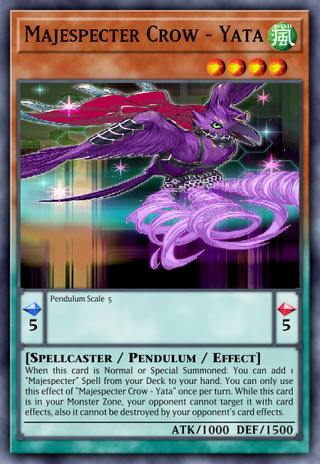 Majespecter Crow - Yata
WIND
風
Pendulum Scale 5
5
5
[Spellcaster / Pendulum / Effect]
When this card is Normal or Special Summoned: You can add 1
"Majespecter" Spell from your Deck to your hand. You can only use
this effect of "Majespecter Crow - Yata" once per turn. While this card
is in your Monster Zone, your opponent cannot target it with card
effects, also it cannot be destroyed by your opponent's card effects.
ATK/1000 DEF/1500